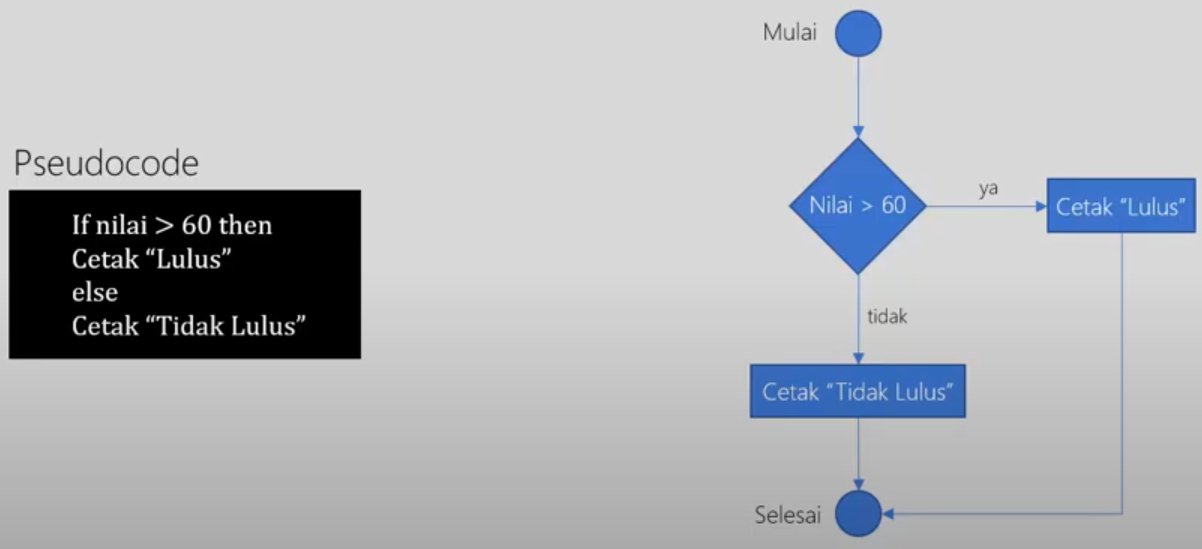 Pseudocode
If nilai > 60 then
Cetak “Lulus”
else
Cetak “Tidak Lulus”
Mulai
Nilai > 60
ya
Cetak “Lulus”
tidak
Cetak “Tidak Lulus”
Selesai